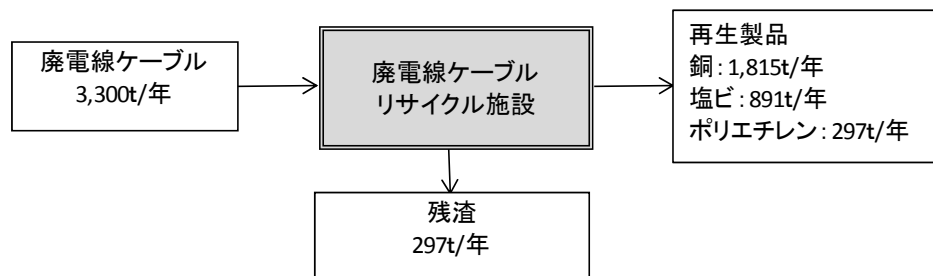 廃電線ケーブル
3,300t/年
廃電線ケーブル
リサイクル施設
再生製品
銅：1,815t/年
塩ビ：891t/年
ポリエチレン：297t/年
残渣
297t/年